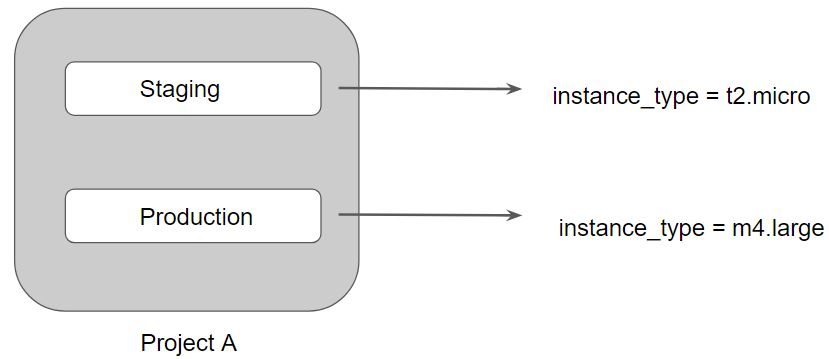 Staging
instance_type = t2.micro
Production
instance_type = m4.large
Project A